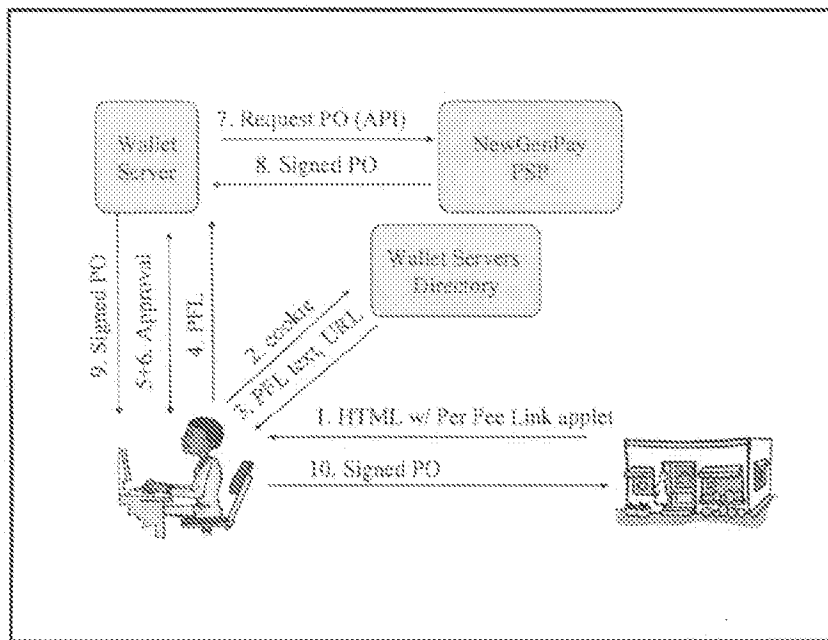 Wallet
Server
7. Request PO (API)
8. Signed PO
NewGenPay
PSP
Wallet Servers
Directory
9. Signed PO
5+6. Approval
4. PFL
2. cookie
3. PFL text, URL
1. HTML w/ Per Fee Link applet
10. Signed PO